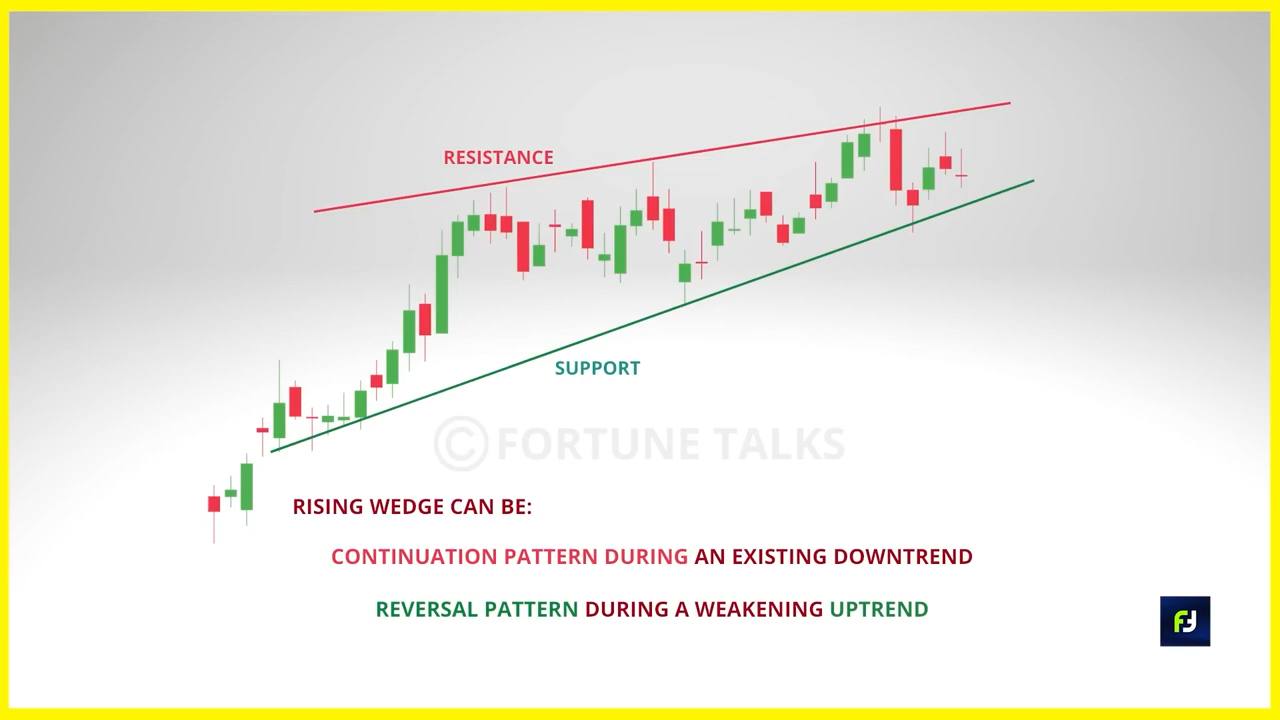 RESISTANCE
SUPPORT
© FORTUNE TALKS
RISING WEDGE CAN BE:
CONTINUATION PATTERN DURING AN EXISTING DOWNTREND
REVERSAL PATTERN DURING A WEAKENING UPTREND